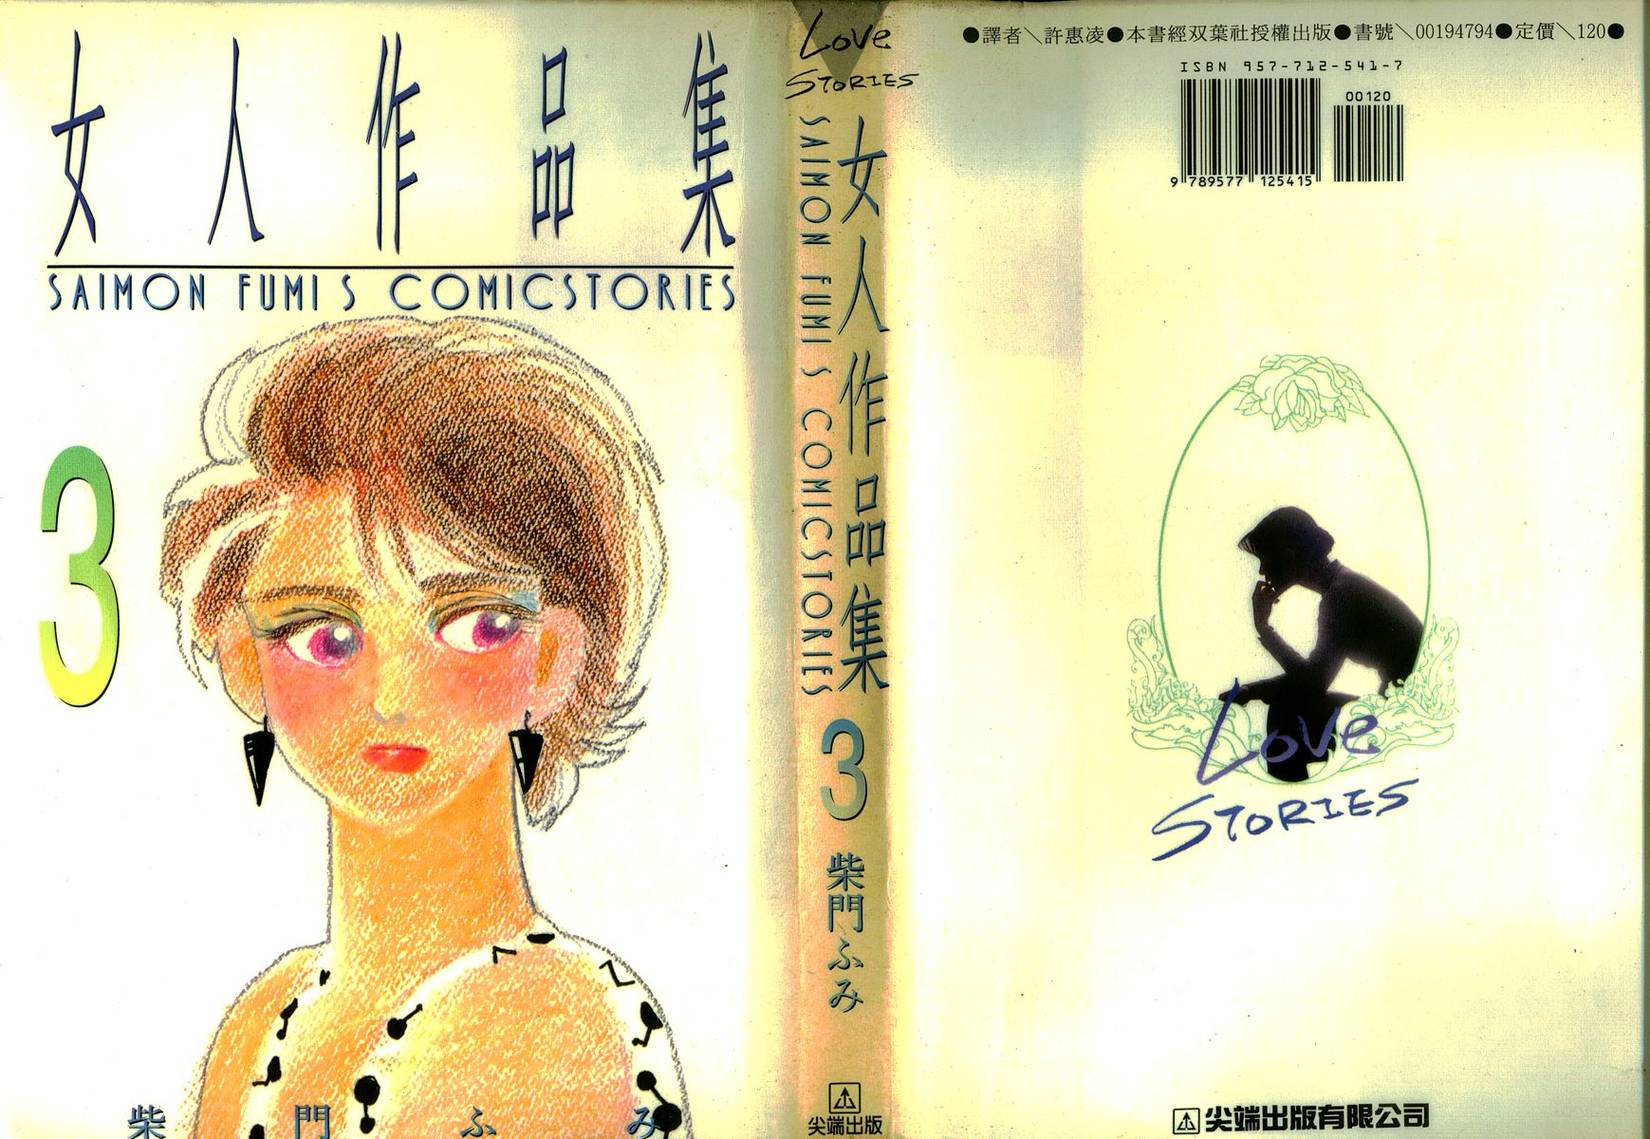 女人作品集
SAIMON FUMI S COMICSTORIES
3
柴門ふみ
Love
STORIES
女人作品集
SAIMON FUMI S COMICSTORIES
3
柴門ふみ
尖端出版
●譯者＼許惠凌●本書經双葉社授權出版●書號＼00194794●定價＼120●
ISBN 957-712-541-7
00120
9 789577 125415
Love
STORIES
尖端出版有限公司